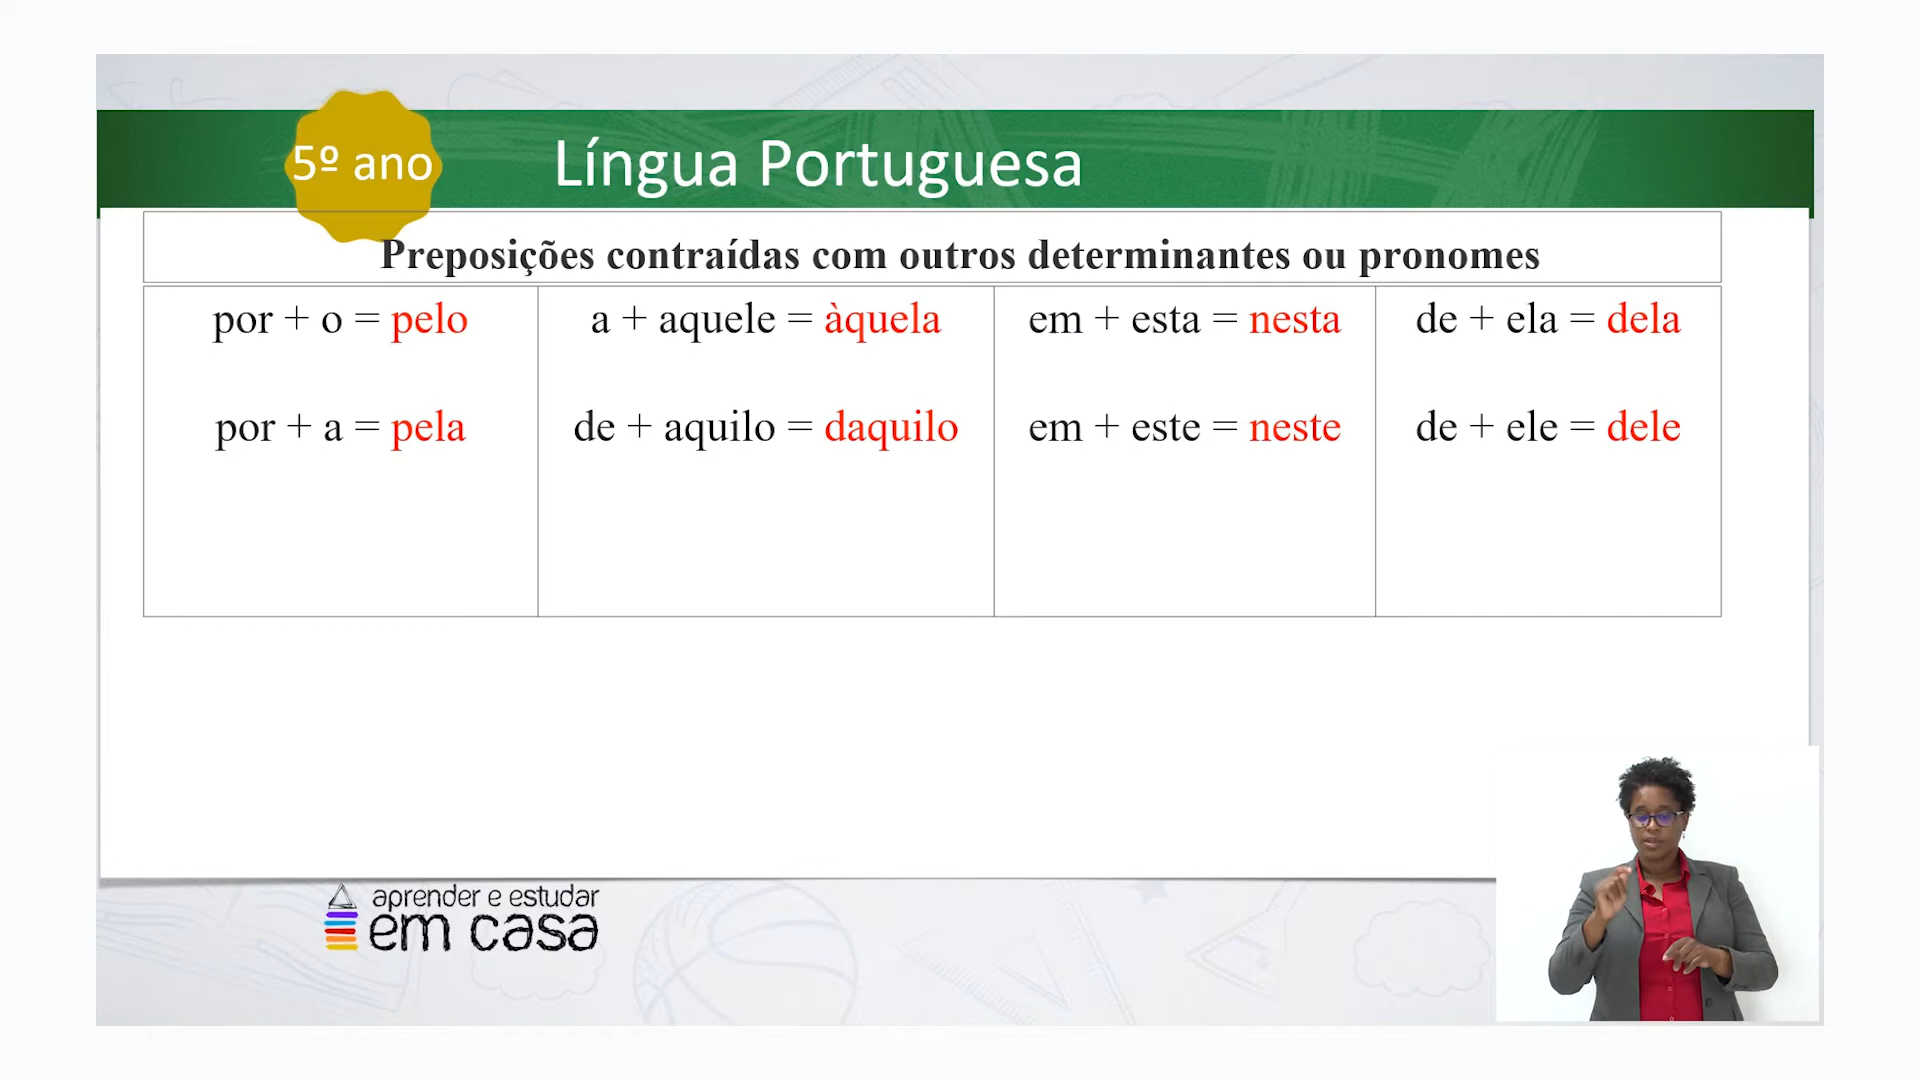 5º ano
Língua Portuguesa
Preposições contraídas com outros determinantes ou pronomes
por + o = pelo
a + aquele = àquela
em + esta = nesta
de + ela = dela
por + a = pela
de + aquilo = daquilo
em + este = neste
de + ele = dele
aprender e estudar
em casa